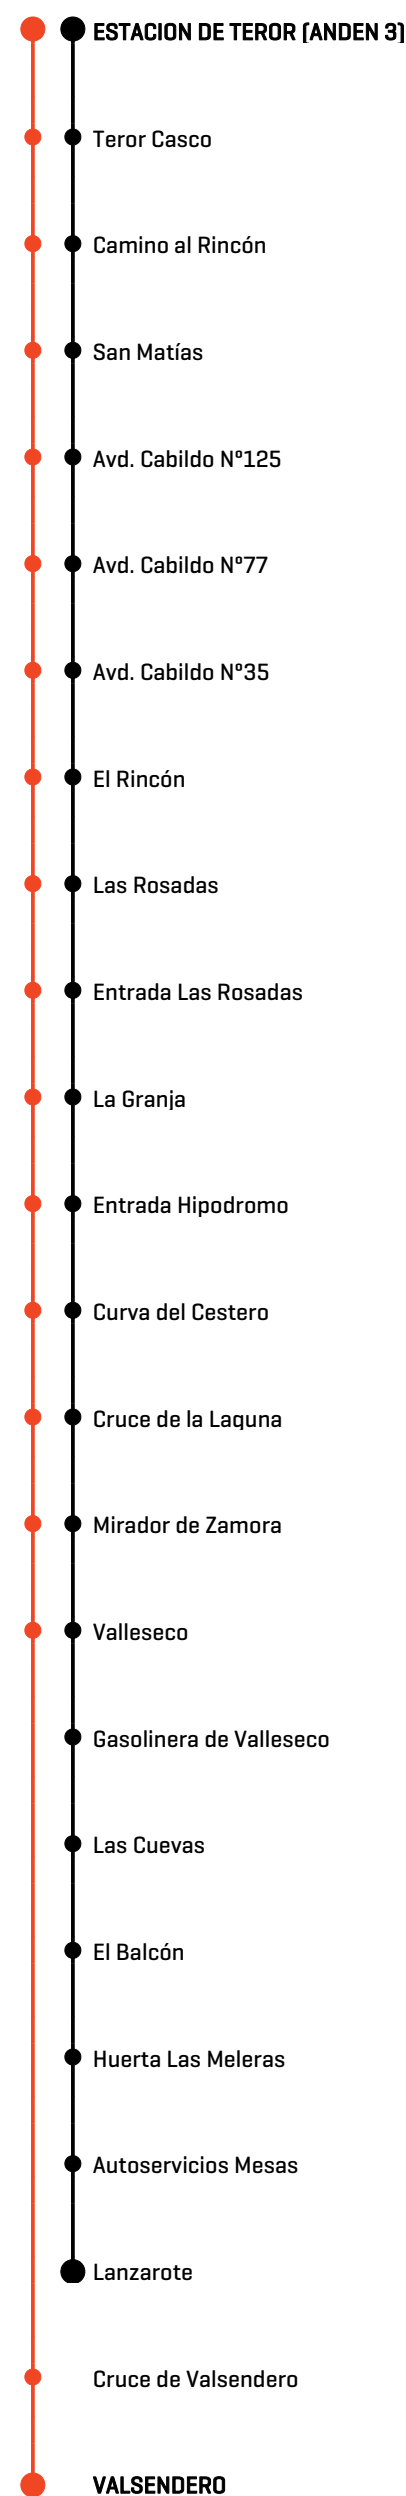 ESTACION DE TEROR (ANDEN 3)
Teror Casco
Camino al Rincón
San Matías
Avd. Cabildo Nº125
Avd. Cabildo Nº77
Avd. Cabildo Nº35
El Rincón
Las Rosadas
Entrada Las Rosadas
La Granja
Entrada Hipodromo
Curva del Cestero
Cruce de la Laguna
Mirador de Zamora
Valleseco
Gasolinera de Valleseco
Las Cuevas
El Balcón
Huerta Las Meleras
Autoservicios Mesas
Lanzarote
Cruce de Valsendero
VALSENDERO